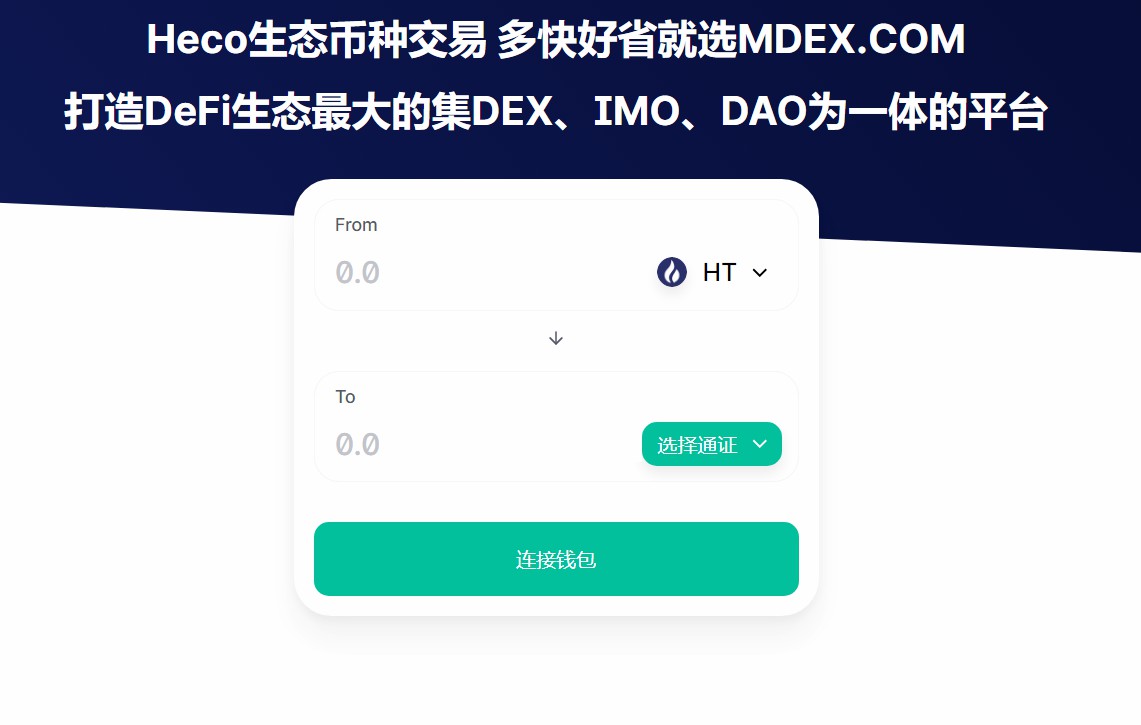 Heco生态币种交易 多快好省就选MDEX.COM
打造DeFi生态最大的集DEX、IMO、DAO为一体的平台
From
0.0 HT
To
0.0 选择通证
连接钱包